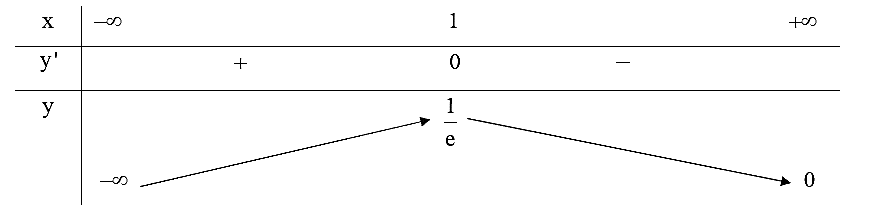 x −∞ 1 +∞
y' + 0 −
y 1
e
−∞ 0